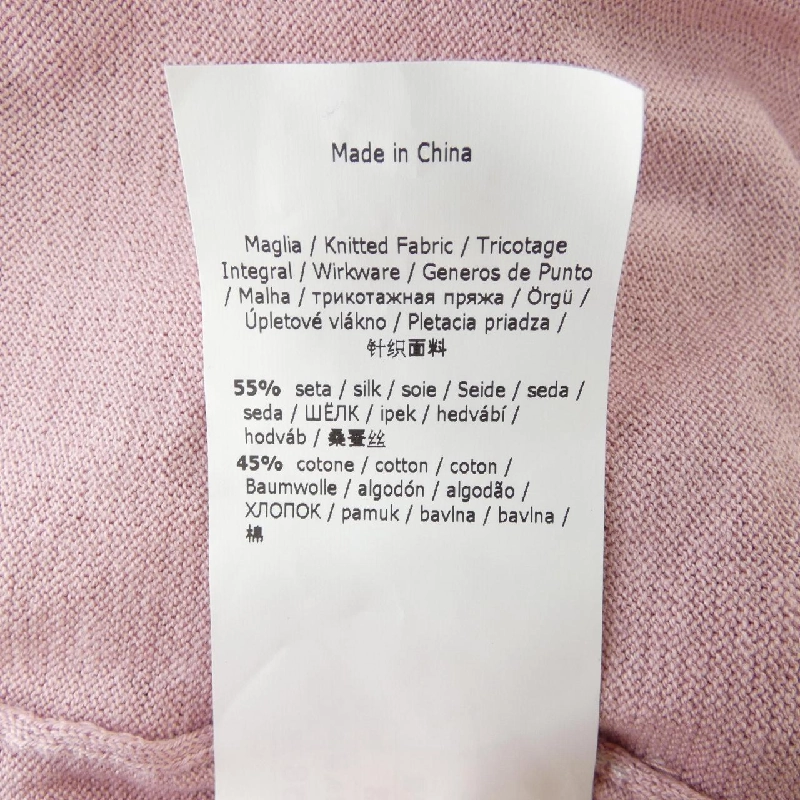 Made in China
Maglia / Knitted Fabric / Tricotage
Integral / Wirkware / Generos de Punto
/ Malha / трикотажная пряжа / Örgü /
Úpletové vlákno / Pletacia priadza /
针织面料
55% seta / silk / soie / Seide / seda /
seda / ШЁЛК / ipek / hedvábí /
hodváb / 桑蚕丝
45% cotone / cotton / coton /
Baumwolle / algodón / algodão /
ХЛОПОК / pamuk / bavlna / bavlna /
棉